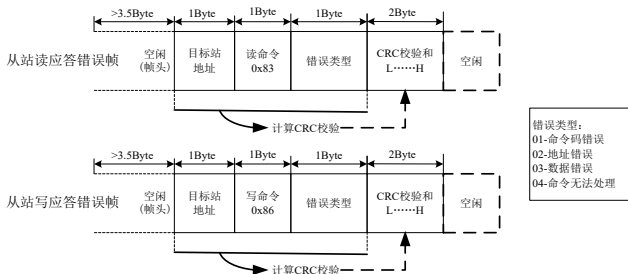 >3.5Byte 1Byte 1Byte 1Byte 2Byte
从站读应答错误帧
空闲
(帧头)
目标站
地址
读命令
0x83
错误类型
CRC校验和
L……H
空闲
计算CRC校验
>3.5Byte 1Byte 1Byte 1Byte 2Byte
从站写应答错误帧
空闲
(帧头)
目标站
地址
写命令
0x86
错误类型
CRC校验和
L……H
空闲
计算CRC校验
错误类型：
01-命令码错误
02-地址错误
03-数据错误
04-命令无法处理